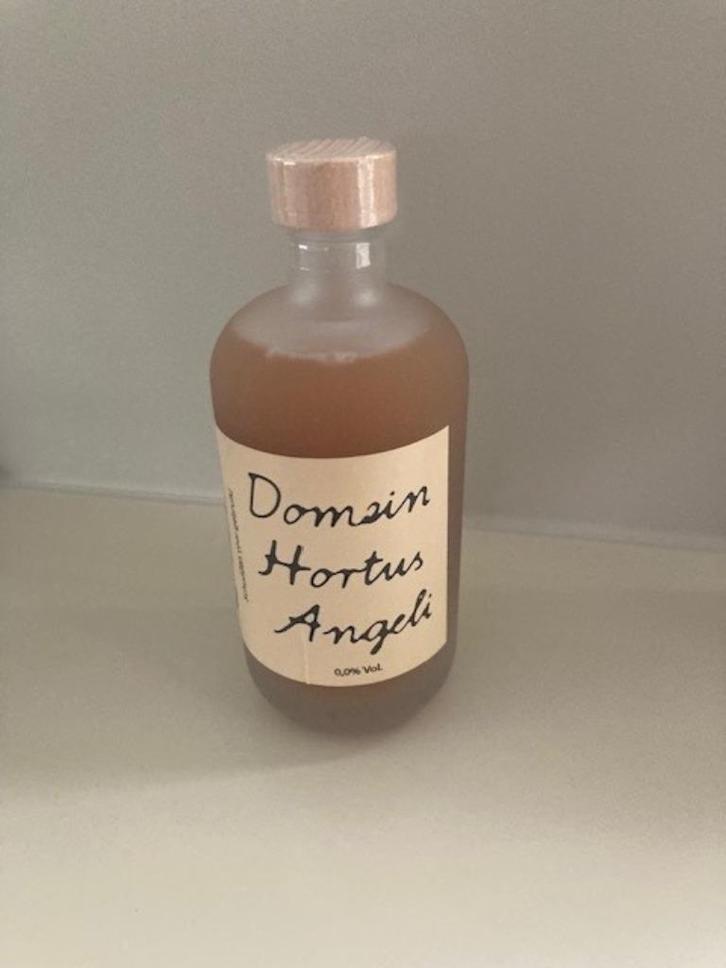 Domain
Hortus
Angeli
0,0% Vol.